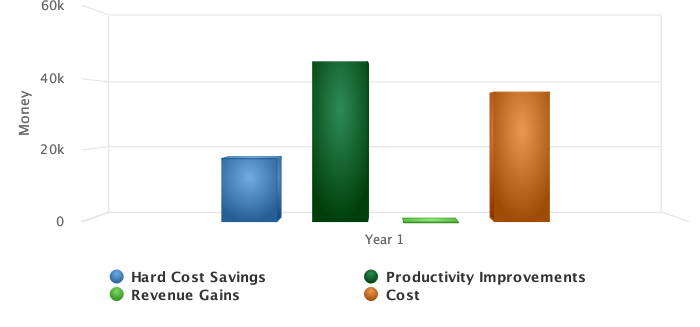 60k
40k
20k
0
Money
Year 1
Hard Cost Savings
Productivity Improvements
Revenue Gains
Cost